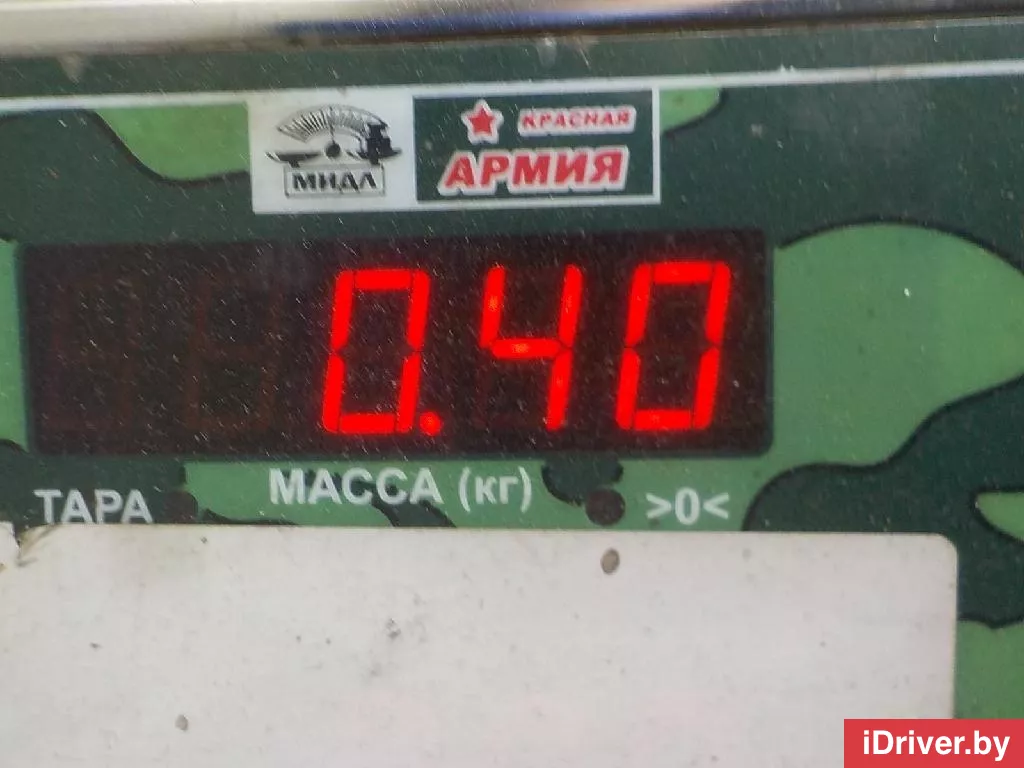 КРАСНАЯ
МИДЛ
АРМИЯ
0.40
ТАРА МАССА (кг) >0<
iDriver.by